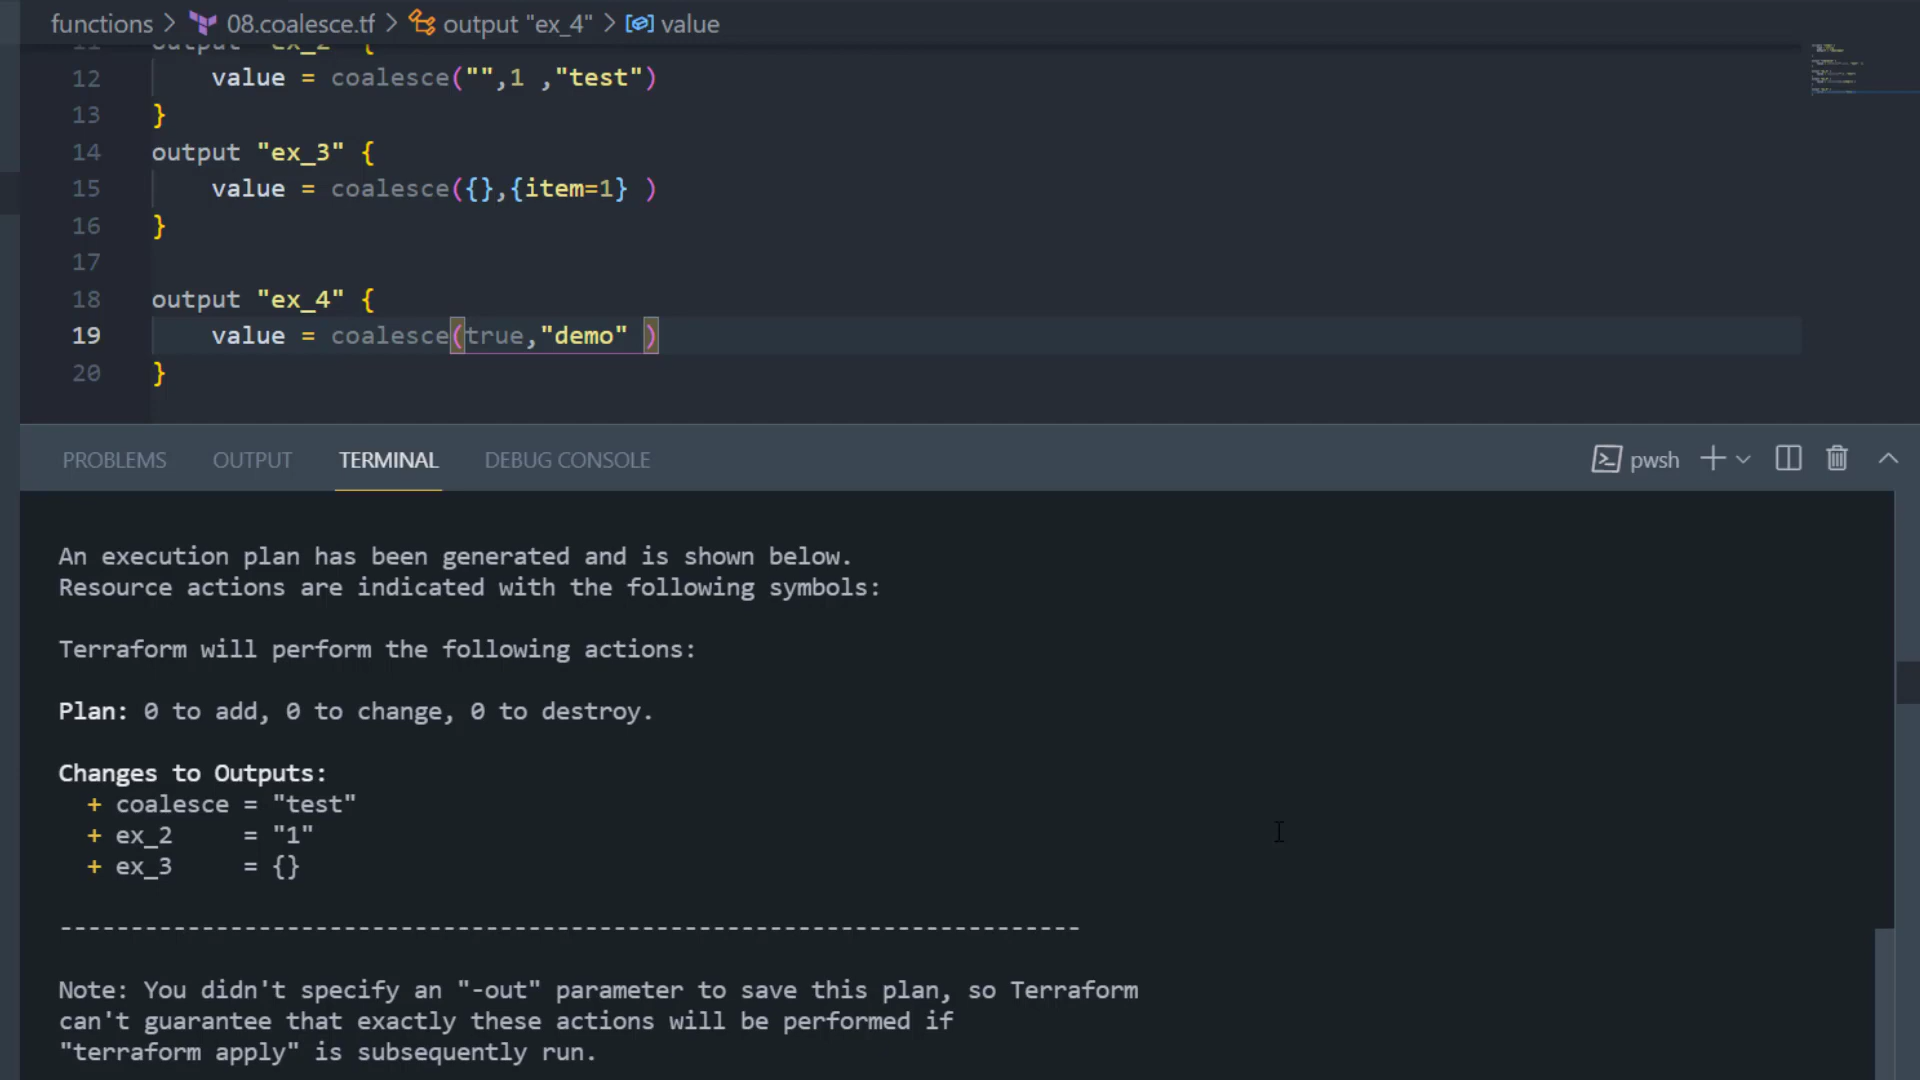 functions > 08.coalesce.tf > output "ex_4" > value
11 output "ex_2" {
12 value = coalesce("",1 ,"test")
13 }
14 output "ex_3" {
15 value = coalesce({},{item=1} )
16 }
17
18 output "ex_4" {
19 value = coalesce(true,"demo" )
20 }
PROBLEMS OUTPUT TERMINAL DEBUG CONSOLE pwsh
An execution plan has been generated and is shown below.
Resource actions are indicated with the following symbols:
Terraform will perform the following actions:
Plan: 0 to add, 0 to change, 0 to destroy.
Changes to Outputs:
+ coalesce = "test"
+ ex_2 = "1"
+ ex_3 = {}
------------------------------------------------------------------------
Note: You didn't specify an "-out" parameter to save this plan, so Terraform
can't guarantee that exactly these actions will be performed if
"terraform apply" is subsequently run.